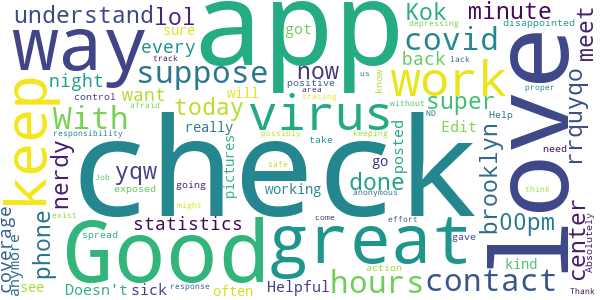 understand
lol
app
Kok
depressing
disappointed
minute
way
sure
every
got
covid
meet
suppose
now
back
work
love
night
want
positive
area
us
know
lack
track
keep
With
control
afraid
will
today
virus
tracing
without
super
rrquyqo
check
really
take
ND
Help
Edit
proper
nerdy
responsibility
possibly
keeping
posted
need
yqw
pictures
go
done
brooklyn
phone
Job
exposed
going
working
safe
anonymous
think
coverage
anymore
exist
might
statistics
Good
great
come
effort
gave
00pm
center
Absolutely
spread
hours
contact
see
Doesn't
sick
response
often
Helpful
action
kind
Thank